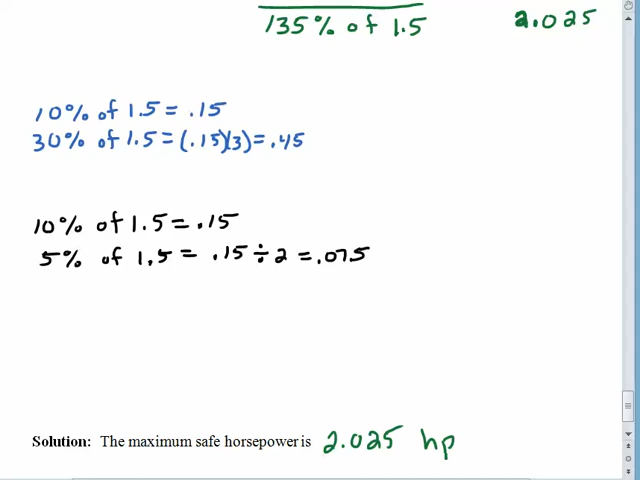 135% of 1.5 2.025
10% of 1.5 = .15
30% of 1.5 = (.15)(3) = .45
10% of 1.5 = .15
5% of 1.5 = .15 ÷ 2 = .075
Solution: The maximum safe horsepower is 2.025 hp